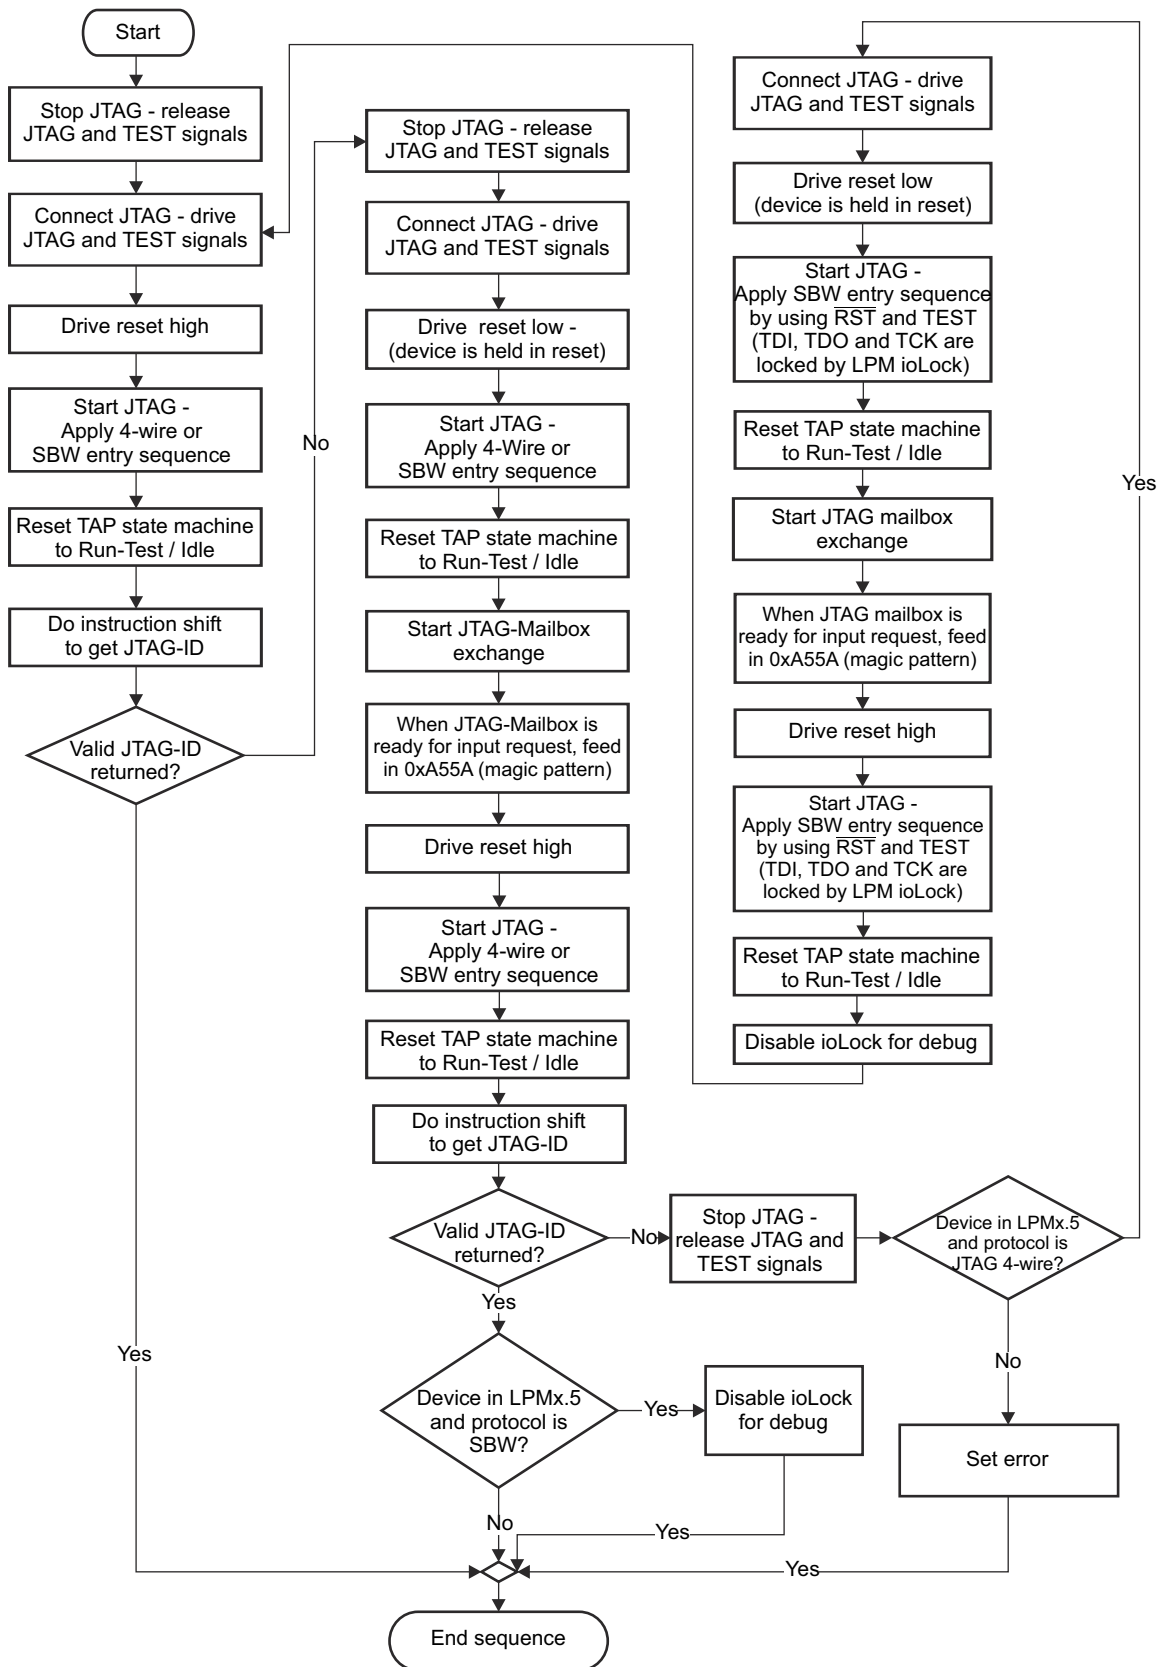 Start
Stop JTAG - release
JTAG and TEST signals
Connect JTAG - drive
JTAG and TEST signals
Drive reset high
Start JTAG -
Apply 4-wire or
SBW entry sequence
Reset TAP state machine
to Run-Test / Idle
Do instruction shift
to get JTAG-ID
Valid JTAG-ID
returned?
No
Yes
Stop JTAG - release
JTAG and TEST signals
Connect JTAG - drive
JTAG and TEST signals
Drive reset low -
(device is held in reset)
Start JTAG -
Apply 4-Wire or
SBW entry sequence
Reset TAP state machine
to Run-Test / Idle
Start JTAG-Mailbox
exchange
When JTAG-Mailbox is
ready for input request, feed
in 0xA55A (magic pattern)
Drive reset high
Start JTAG -
Apply 4-wire or
SBW entry sequence
Reset TAP state machine
to Run-Test / Idle
Do instruction shift
to get JTAG-ID
Valid JTAG-ID
returned?
No
Yes
Stop JTAG -
release JTAG and
TEST signals
Device in LPMx.5
and protocol is
JTAG 4-wire?
Yes
No
Set error
Yes
Device in LPMx.5
and protocol is
SBW?
Yes
Disable ioLock
for debug
Yes
No
End sequence
Connect JTAG - drive
JTAG and TEST signals
Drive reset low
(device is held in reset)
Start JTAG -
Apply SBW entry sequence
by using RST and TEST
(TDI, TDO and TCK are
locked by LPM ioLock)
Reset TAP state machine
to Run-Test / Idle
Start JTAG mailbox
exchange
When JTAG mailbox is
ready for input request, feed
in 0xA55A (magic pattern)
Drive reset high
Start JTAG -
Apply SBW entry sequence
by using RST and TEST
(TDI, TDO and TCK are
locked by LPM ioLock)
Reset TAP state machine
to Run-Test / Idle
Disable ioLock for debug